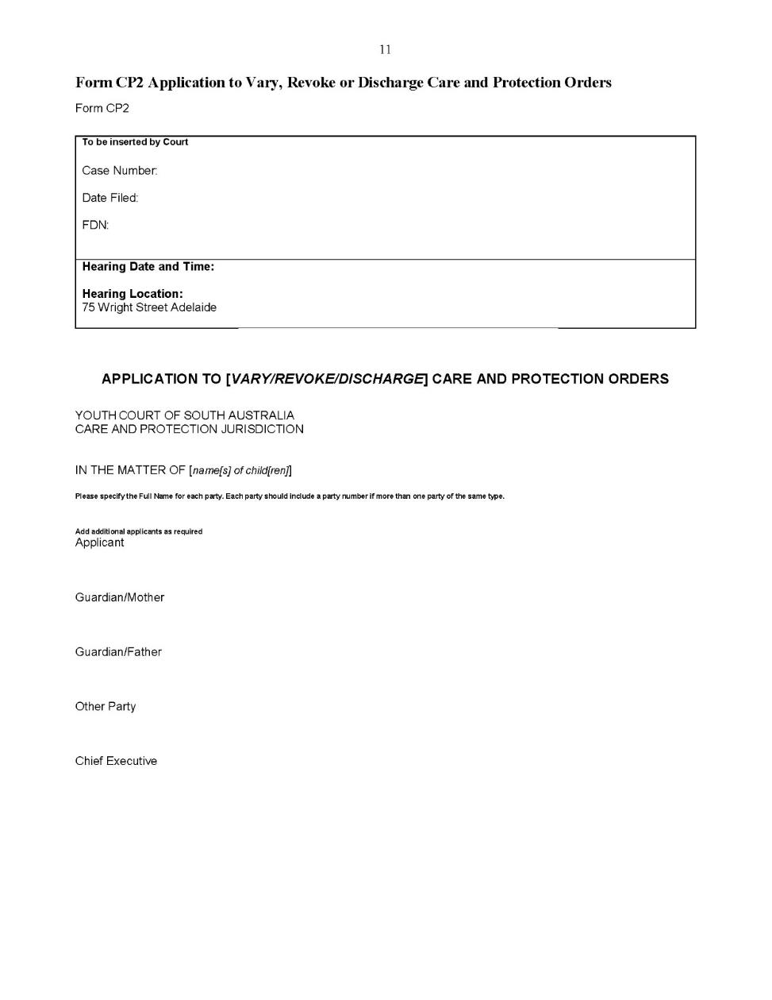 11
Form CP2 Application to Vary, Revoke or Discharge Care and Protection Orders
Form CP2
To be inserted by Court
Case Number:
Date Filed:
FDN:
Hearing Date and Time:
Hearing Location:
75 Wright Street Adelaide
APPLICATION TO [VARY/REVOKE/DISCHARGE] CARE AND PROTECTION ORDERS
YOUTH COURT OF SOUTH AUSTRALIA
CARE AND PROTECTION JURISDICTION
IN THE MATTER OF [name[s] of child[ren]]
Please specify the Full Name for each party. Each party should include a party number if more than one party of the same type.
Add additional applicants as required
Applicant
Guardian/Mother
Guardian/Father
Other Party
Chief Executive